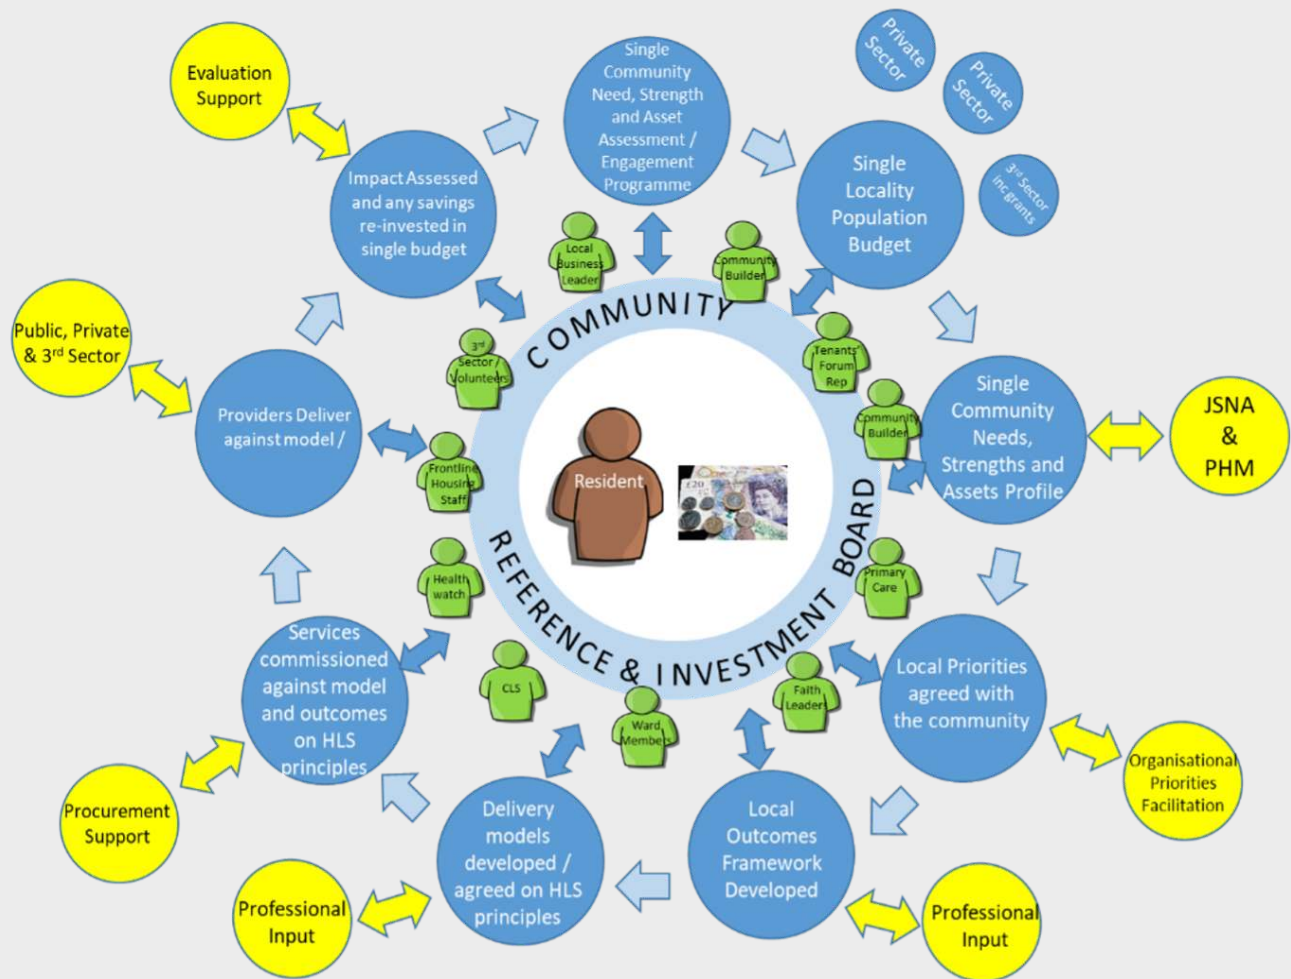 Evaluation
Support
Single
Community
Need, Strength
and Asset
Assessment /
Engagement
Programme
Private
Sector
Private
Sector
3rd Sector
inc grants
Single
Locality
Population
Budget
Impact Assessed
and any savings
re-invested in
single budget
Local
Business
Leader
Community
Builder
Public, Private
& 3rd Sector
Providers Deliver
against model /
3rd
Sector /
Volunteers
COMMUNITY
REFERENCE & INVESTMENT BOARD
Tenants'
Forum
Rep
Community
Builder
Single
Community
Needs,
Strengths and
Assets Profile
JSNA
&
PHM
Resident
£20
Frontline
Housing
Staff
Health
watch
Primary
Care
Services
commissioned
against model
and outcomes
on HLS
principles
CLS
Ward
Members
Faith
Leaders
Local Priorities
agreed with
the community
Organisational
Priorities
Facilitation
Procurement
Support
Delivery
models
developed /
agreed on HLS
principles
Local
Outcomes
Framework
Developed
Professional
Input
Professional
Input